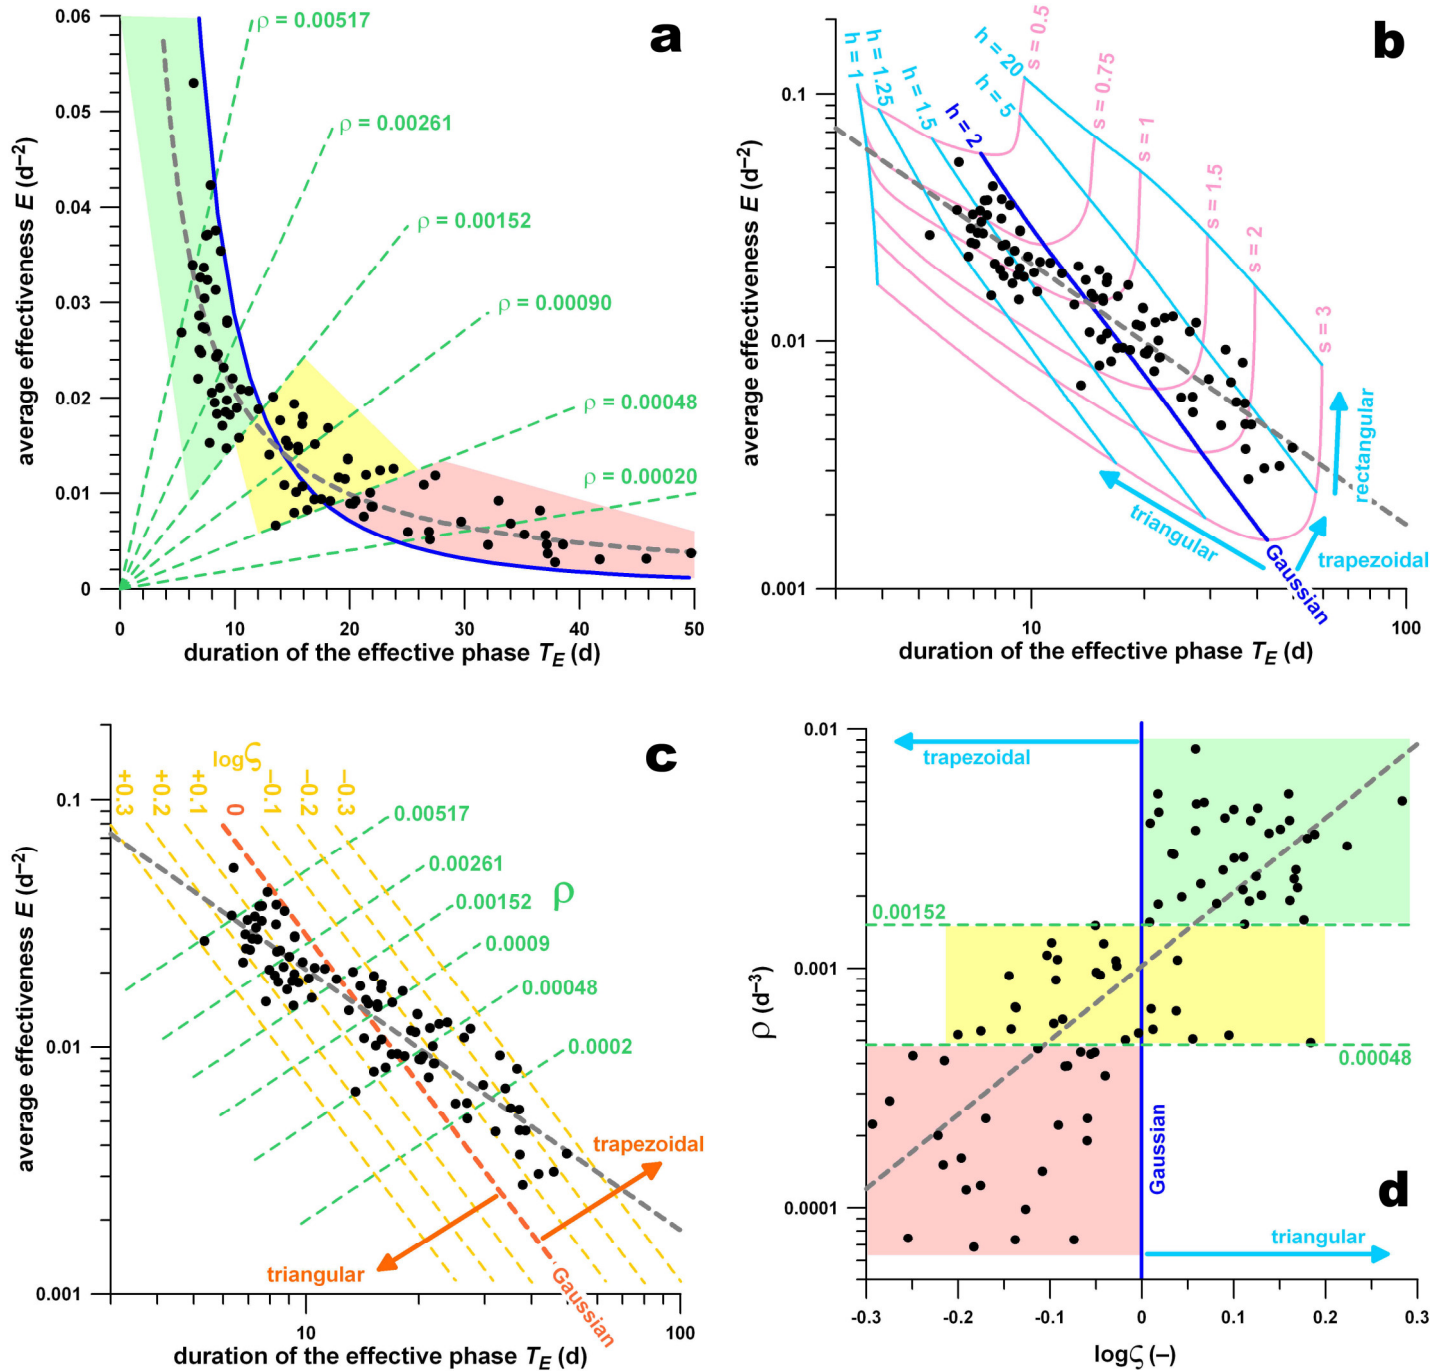 a
0.06
0.05
0.04
0.03
0.02
0.01
0
average effectiveness E (d⁻²)
ρ = 0.00517
ρ = 0.00261
ρ = 0.00152
ρ = 0.00090
ρ = 0.00048
ρ = 0.00020
0 10 20 30 40 50
duration of the effective phase T_E (d)
b
0.1
0.01
0.001
average effectiveness E (d⁻²)
h = 1
h = 1.25
h = 1.5
h = 2
h = 5
h = 20
s = 0.5
s = 0.75
s = 1
s = 1.5
s = 2
s = 3
rectangular
triangular
trapezoidal
Gaussian
10 100
duration of the effective phase T_E (d)
c
0.1
0.01
0.001
average effectiveness E (d⁻²)
logζ
+0.3 +0.2 +0.1 0 −0.1 −0.2 −0.3
0.00517
0.00261
0.00152
ρ
0.0009
0.00048
0.0002
trapezoidal
triangular
Gaussian
10 100
duration of the effective phase T_E (d)
d
0.01
0.001
0.0001
ρ (d⁻³)
trapezoidal
0.00152
0.00048
Gaussian
triangular
-0.3 -0.2 -0.1 0 0.1 0.2 0.3
logζ (–)